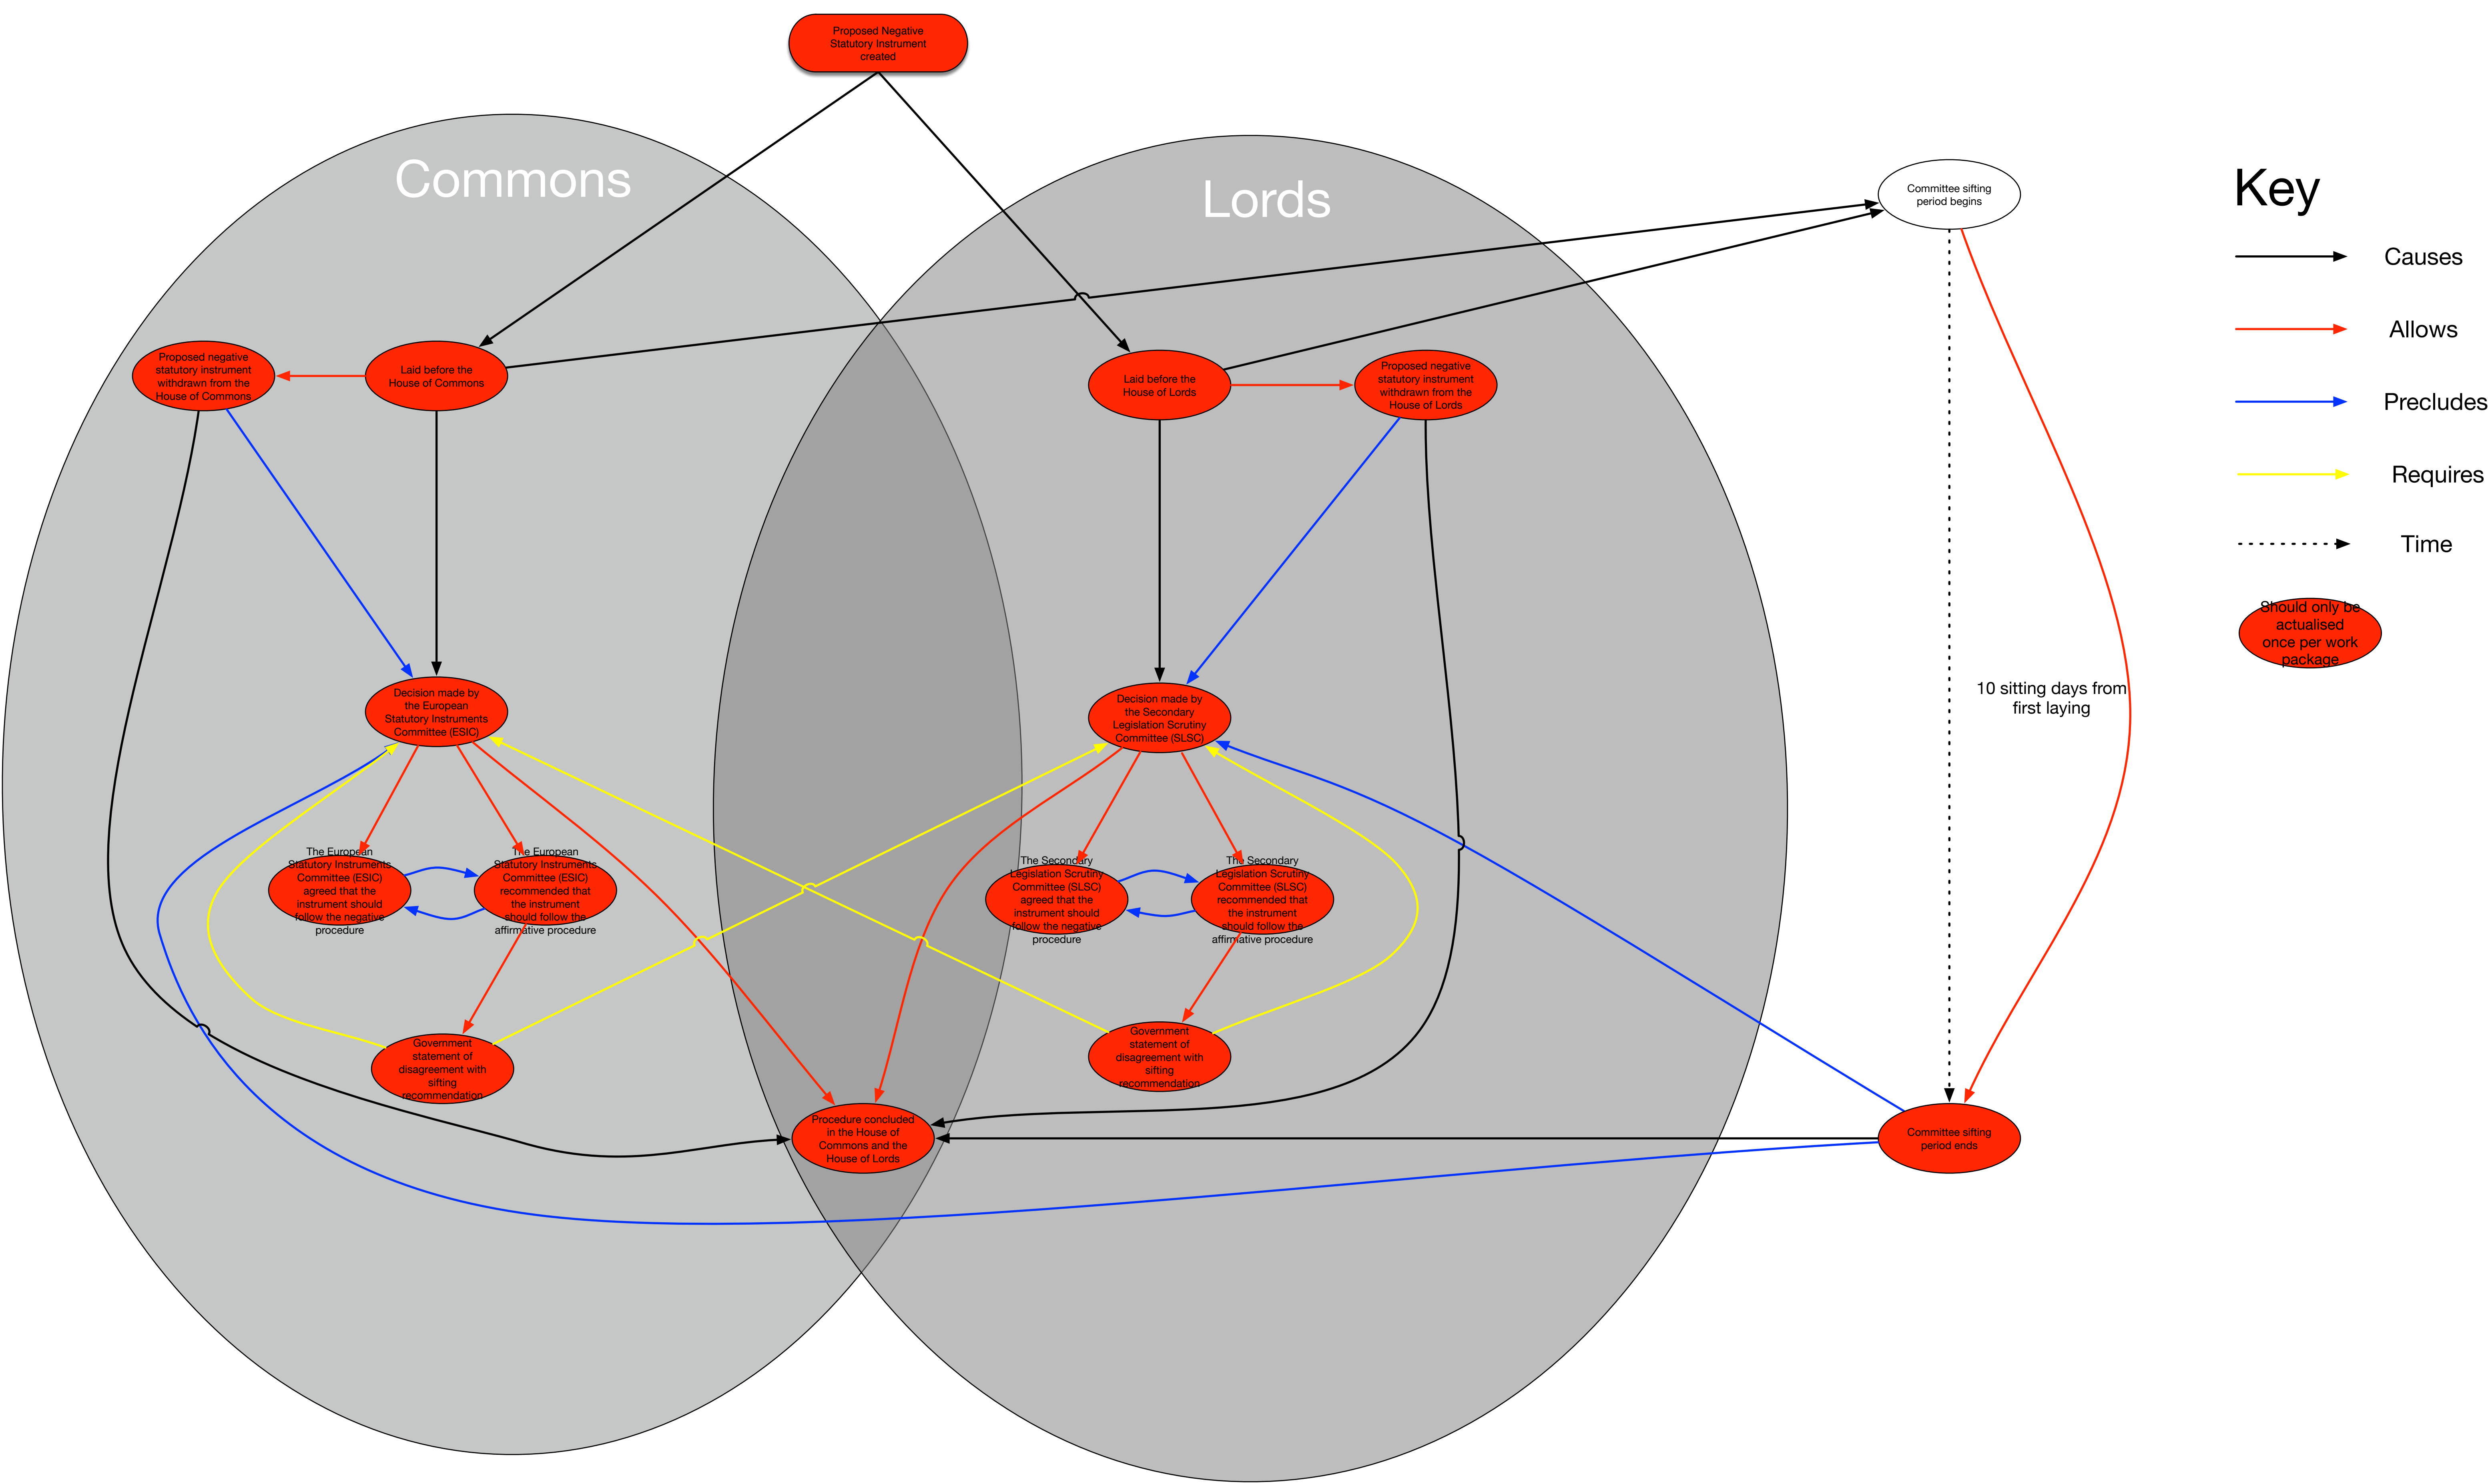 Proposed Negative
Statutory Instrument
created
Commons
Lords
Committee sifting
period begins
Key
Causes
Allows
Precludes
Requires
Time
Should only be
actualised
once per work
package
Proposed negative
statutory instrument
withdrawn from the
House of Commons
Laid before the
House of Commons
Laid before the
House of Lords
Proposed negative
statutory instrument
withdrawn from the
House of Lords
Decision made by
the European
Statutory Instruments
Committee (ESIC)
Decision made by
the Secondary
Legislation Scrutiny
Committee (SLSC)
10 sitting days from
first laying
The European
Statutory Instruments
Committee (ESIC)
agreed that the
instrument should
follow the negative
procedure
The European
Statutory Instruments
Committee (ESIC)
recommended that
the instrument
should follow the
affirmative procedure
The Secondary
Legislation Scrutiny
Committee (SLSC)
agreed that the
instrument should
follow the negative
procedure
The Secondary
Legislation Scrutiny
Committee (SLSC)
recommended that
the instrument
should follow the
affirmative procedure
Government
statement of
disagreement with
sifting
recommendation
Government
statement of
disagreement with
sifting
recommendation
Procedure concluded
in the House of
Commons and the
House of Lords
Committee sifting
period ends